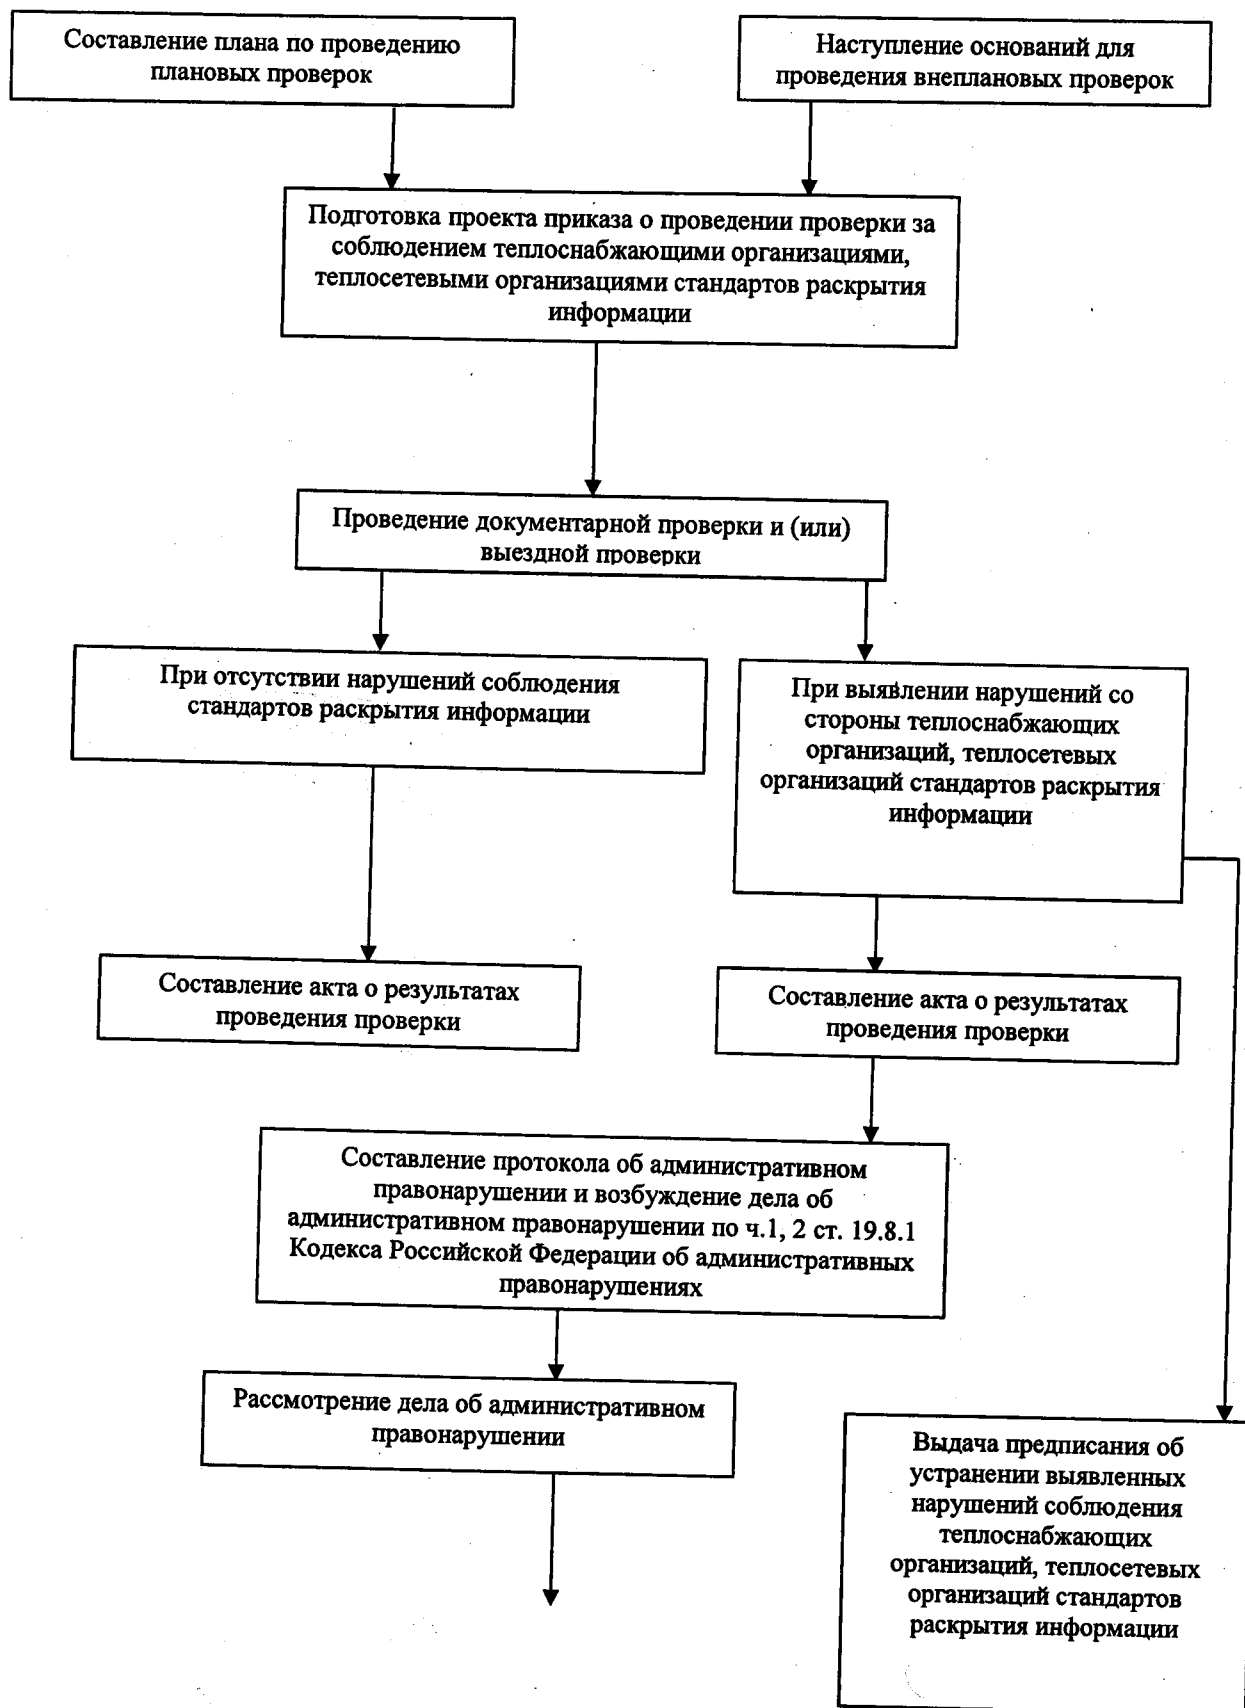 Составление плана по проведению
плановых проверок
Наступление оснований для
проведения внеплановых проверок
Подготовка проекта приказа о проведении проверки за
соблюдением теплоснабжающими организациями,
теплосетевыми организациями стандартов раскрытия
информации
Проведение документарной проверки и (или)
выездной проверки
При отсутствии нарушений соблюдения
стандартов раскрытия информации
При выявлении нарушений со
стороны теплоснабжающих
организаций, теплосетевых
организаций стандартов раскрытия
информации
Составление акта о результатах
проведения проверки
Составление акта о результатах
проведения проверки
Составление протокола об административном
правонарушении и возбуждение дела об
административном правонарушении по ч.1, 2 ст. 19.8.1
Кодекса Российской Федерации об административных
правонарушениях
Рассмотрение дела об административном
правонарушении
Выдача предписания об
устранении выявленных
нарушений соблюдения
теплоснабжающих
организаций, теплосетевых
организаций стандартов
раскрытия информации